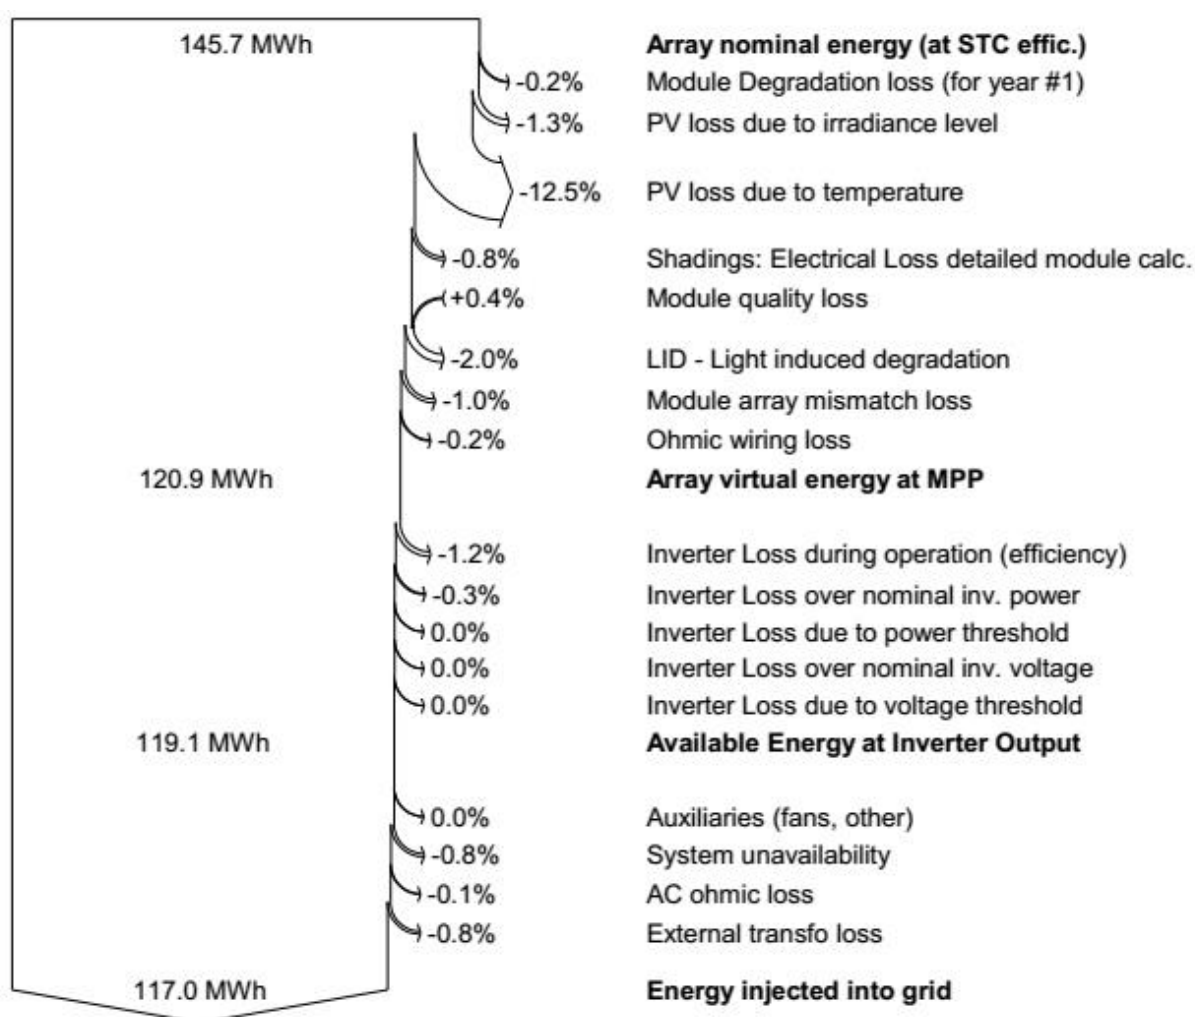 145.7 MWh Array nominal energy (at STC effic.)
-0.2% Module Degradation loss (for year #1)
-1.3% PV loss due to irradiance level
-12.5% PV loss due to temperature
-0.8% Shadings: Electrical Loss detailed module calc.
+0.4% Module quality loss
-2.0% LID - Light induced degradation
-1.0% Module array mismatch loss
-0.2% Ohmic wiring loss
120.9 MWh Array virtual energy at MPP
-1.2% Inverter Loss during operation (efficiency)
-0.3% Inverter Loss over nominal inv. power
0.0% Inverter Loss due to power threshold
0.0% Inverter Loss over nominal inv. voltage
0.0% Inverter Loss due to voltage threshold
119.1 MWh Available Energy at Inverter Output
0.0% Auxiliaries (fans, other)
-0.8% System unavailability
-0.1% AC ohmic loss
-0.8% External transfo loss
117.0 MWh Energy injected into grid